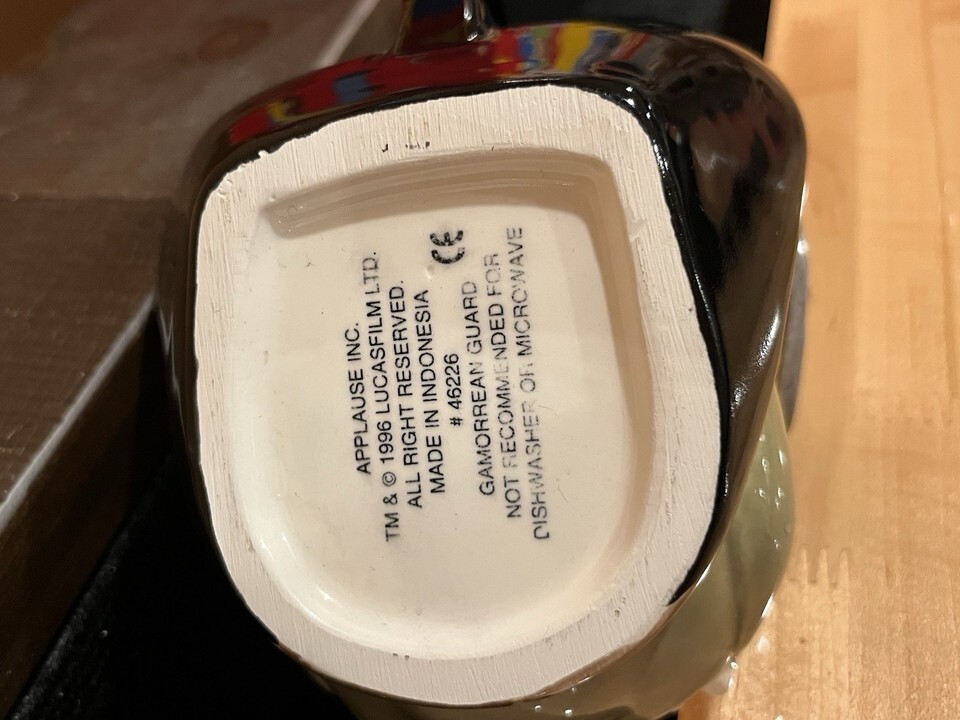 APPLAUSE INC.
TM & © 1996 LUCASFILM LTD.
ALL RIGHT RESERVED.
MADE IN INDONESIA
# 46226
CE
GAMORREAN GUARD
NOT RECOMMENDED FOR
DISHWASHER OR MICROWAVE